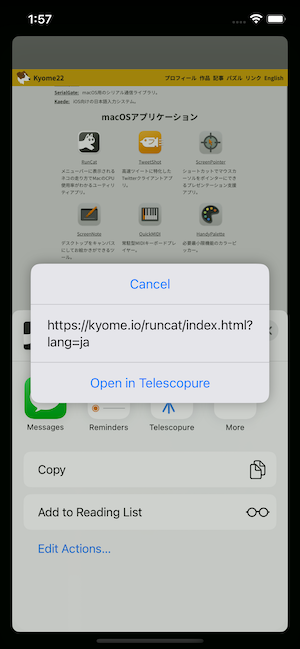 1:57
Kyome22
プロフィール 作品 記事 パズル リンク English
SerialGate: macOS用のシリアル通信ライブラリ。
Kaede: iOS向けの日本語入力システム。
macOSアプリケーション
RunCat
TweetShot
ScreenPointer
メニューバーに表示される
ネコの走り方でMacのCPU
使用率がわかるユーティリ
ティアプリ。
高速ツイートに特化した
Twitterクライアントアプ
リ。
ショートカットでマウスカ
ーソルをポインターにでき
るプレゼンテーション支援
アプリ。
ScreenNote
QuickMIDI
HandyPalette
デスクトップをキャンバス
にしてお絵かきができるツ
ール。
常駐型MIDIキーボードプレ
イヤー。
必要最小限機能のカラーピ
ッカー。
Cancel
https://kyome.io/runcat/index.html?
lang=ja
Open in Telescopure
Messages
Reminders
Telescopure
More
Copy
Add to Reading List
Edit Actions...